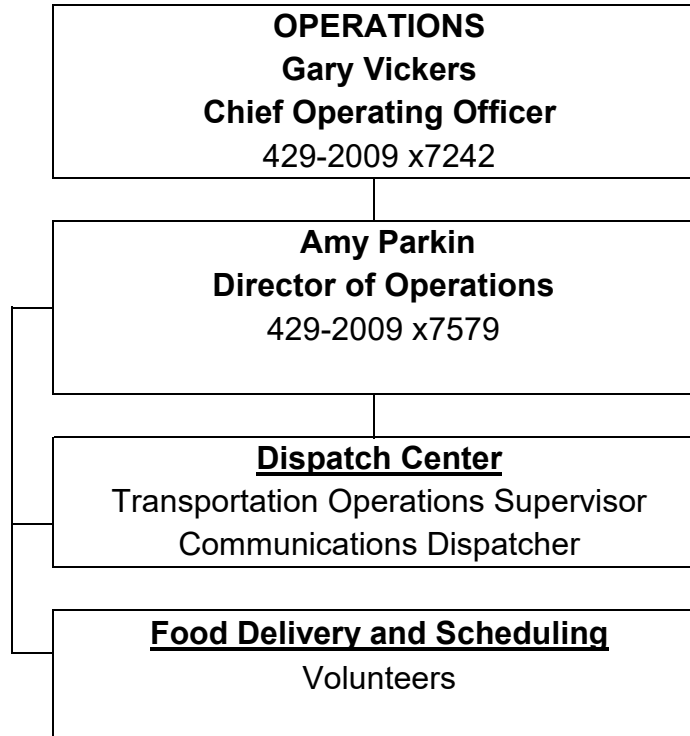 OPERATIONS
Gary Vickers
Chief Operating Officer
429-2009 x7242
Amy Parkin
Director of Operations
429-2009 x7579
Dispatch Center
Transportation Operations Supervisor
Communications Dispatcher
Food Delivery and Scheduling
Volunteers